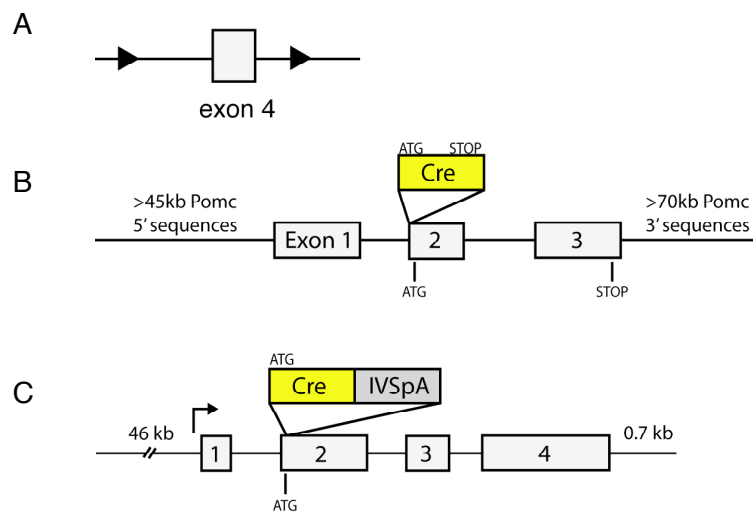 A
exon 4
B
ATG STOP
Cre
>45kb Pomc
5' sequences
>70kb Pomc
3' sequences
Exon 1
2
3
ATG
STOP
C
ATG
Cre
IVSpA
46 kb
0.7 kb
1
2
3
4
ATG